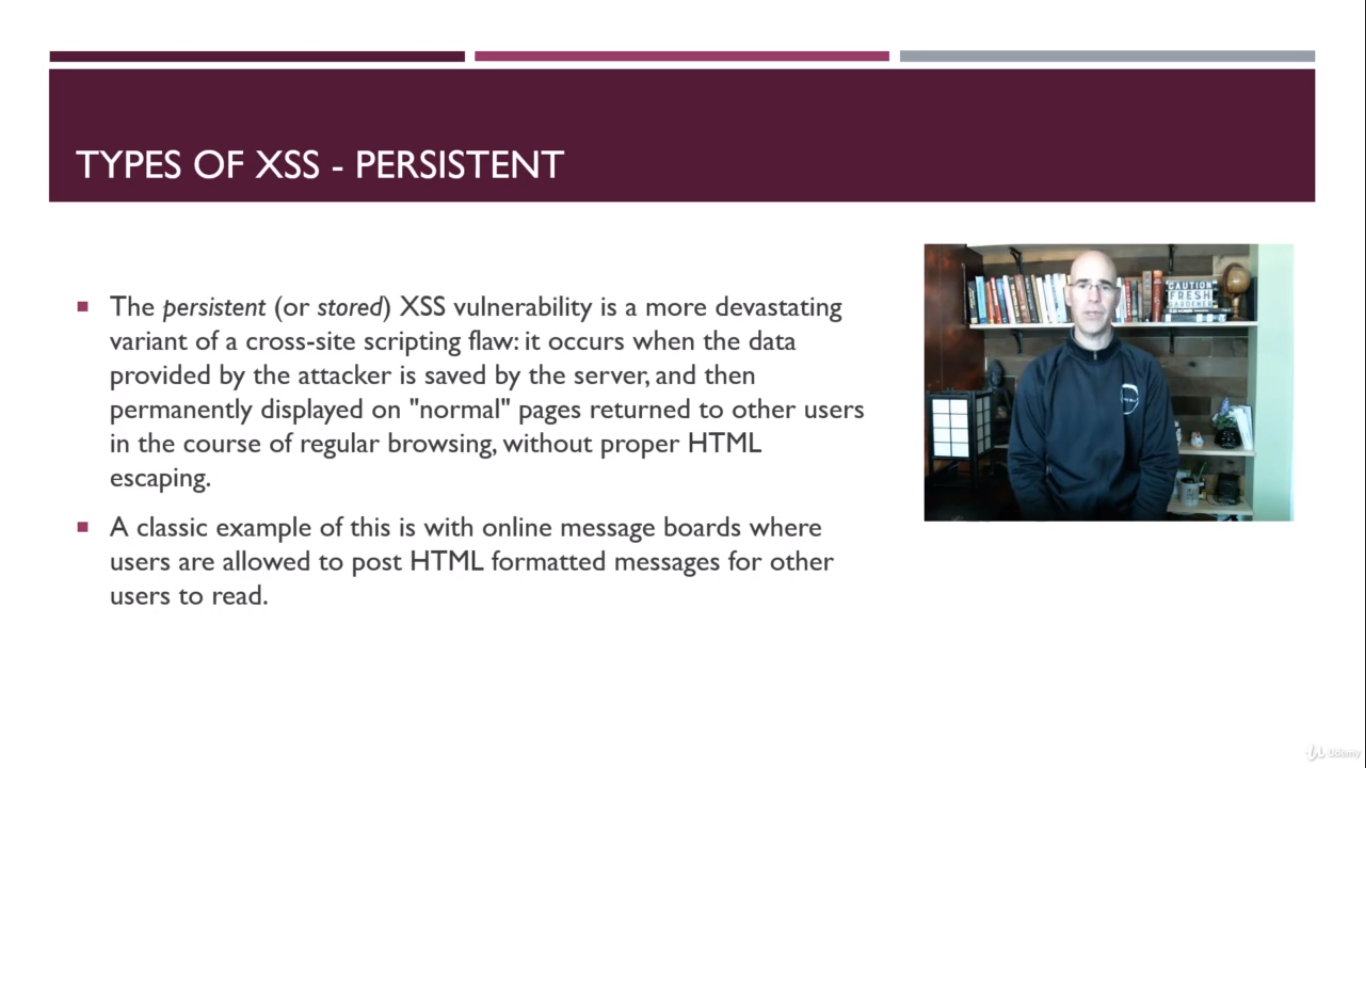 TYPES OF XSS - PERSISTENT
The persistent (or stored) XSS vulnerability is a more devastating
variant of a cross-site scripting flaw: it occurs when the data
provided by the attacker is saved by the server, and then
permanently displayed on "normal" pages returned to other users
in the course of regular browsing, without proper HTML
escaping.
A classic example of this is with online message boards where
users are allowed to post HTML formatted messages for other
users to read.
CAUTION
FRESH
GARDENER
Udemy